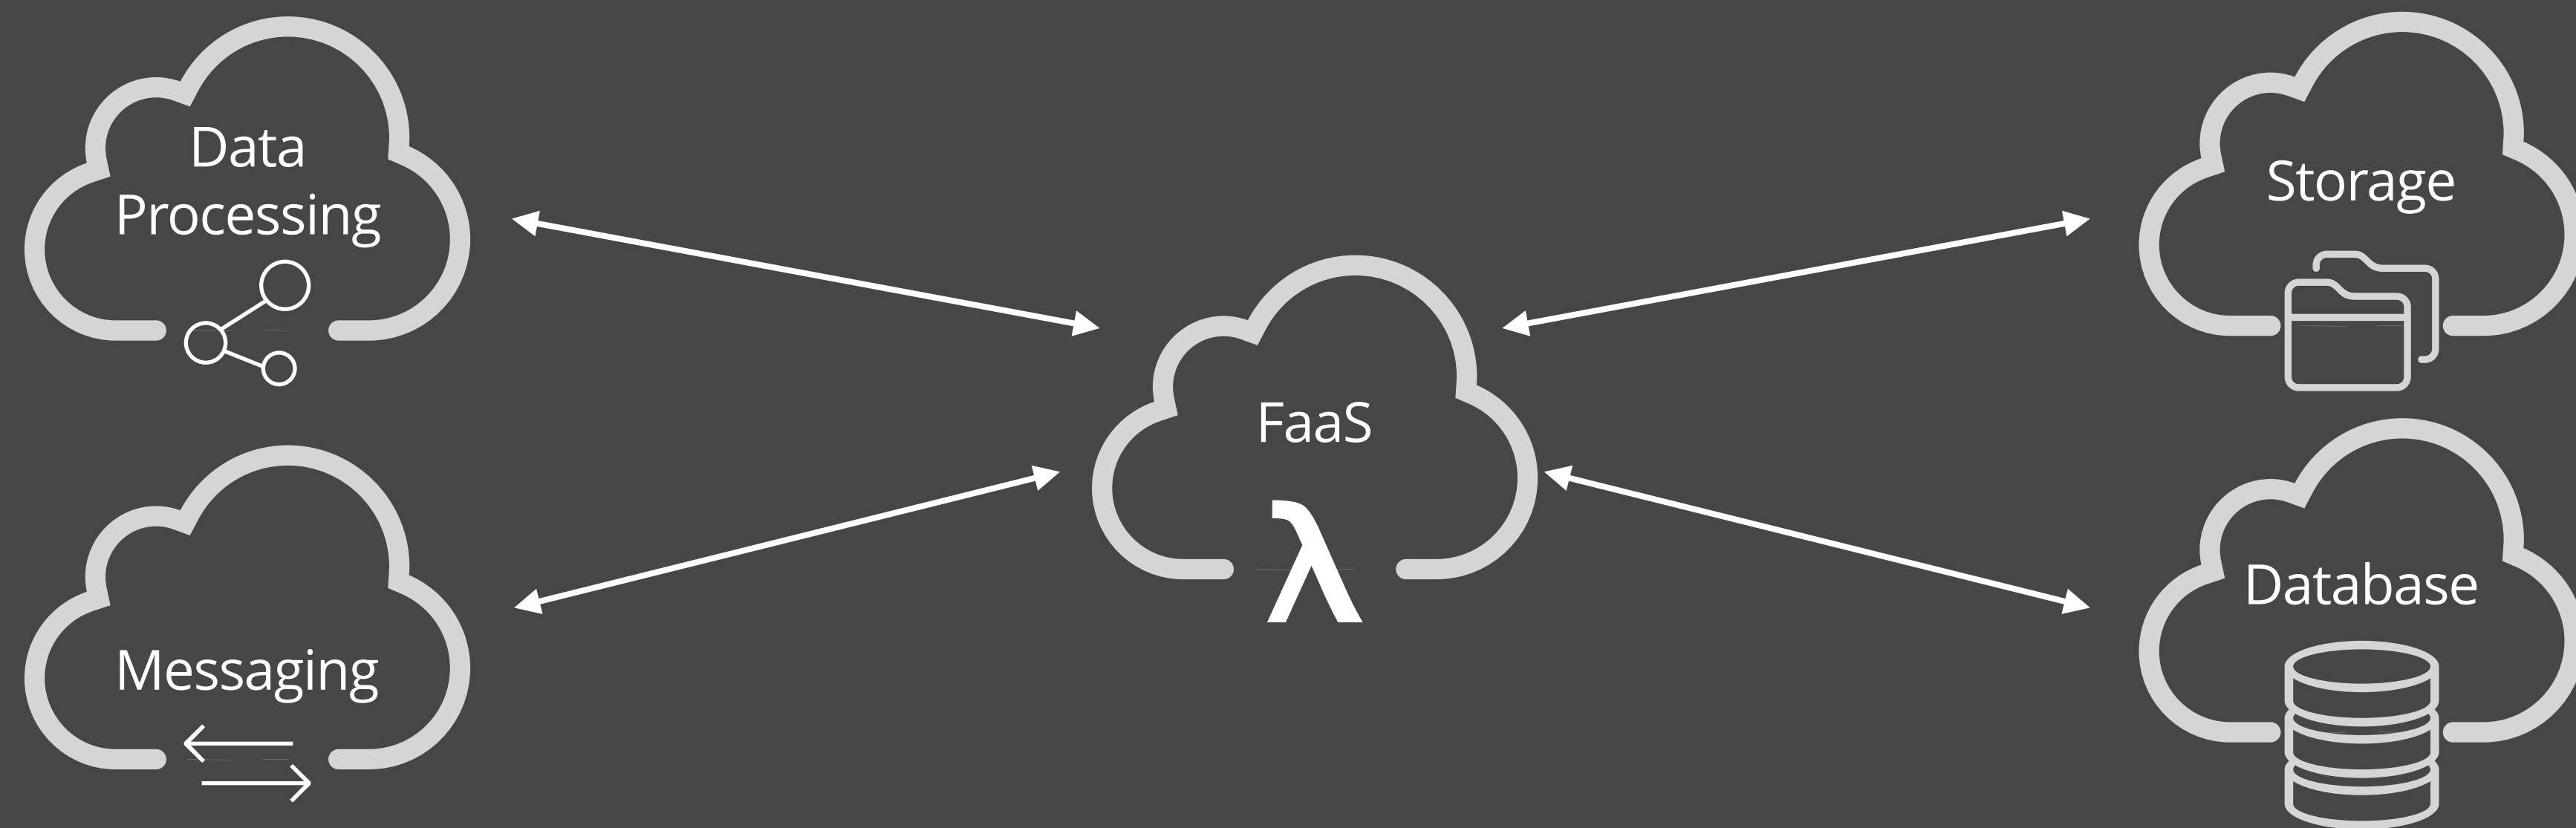 Data
Processing
Storage
FaaS
λ
Messaging
Database